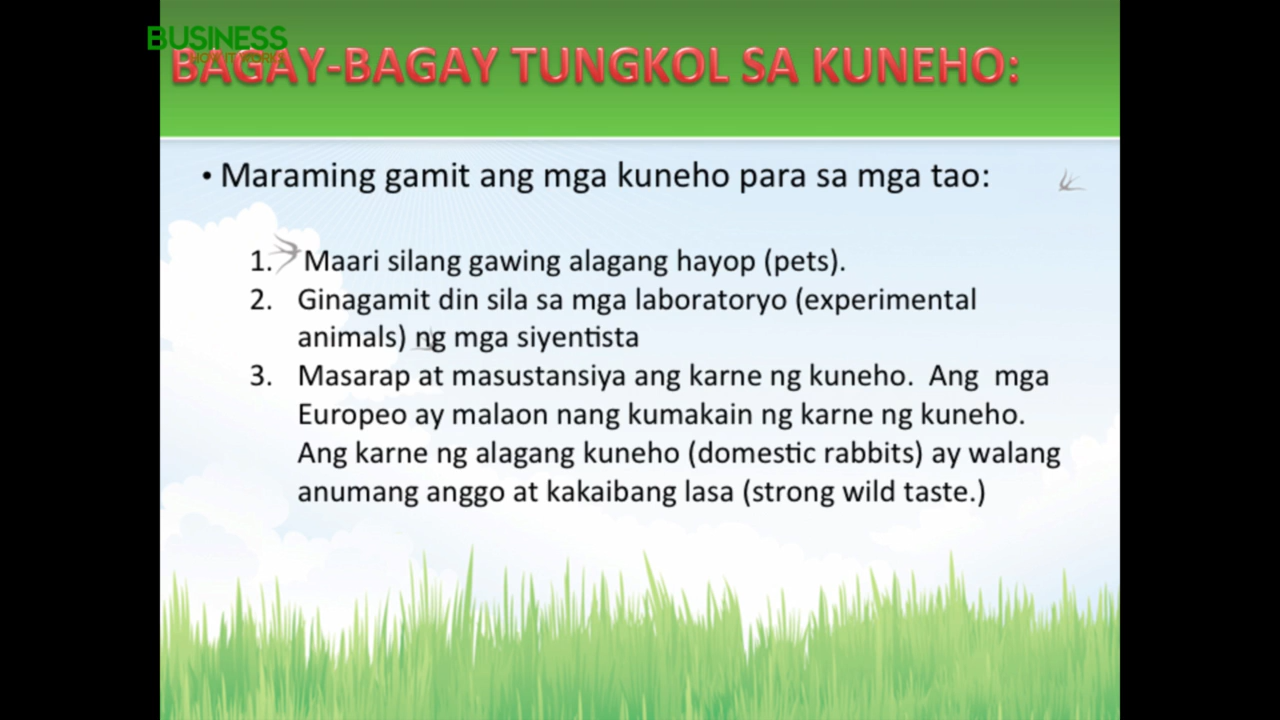 BUSINESS
HOW IT WORKS
BAGAY-BAGAY TUNGKOL SA KUNEHO:
• Maraming gamit ang mga kuneho para sa mga tao:
1. Maari silang gawing alagang hayop (pets).
2. Ginagamit din sila sa mga laboratoryo (experimental
animals) ng mga siyentista
3. Masarap at masustansiya ang karne ng kuneho. Ang mga
Europeo ay malaon nang kumakain ng karne ng kuneho.
Ang karne ng alagang kuneho (domestic rabbits) ay walang
anumang anggo at kakaibang lasa (strong wild taste.)